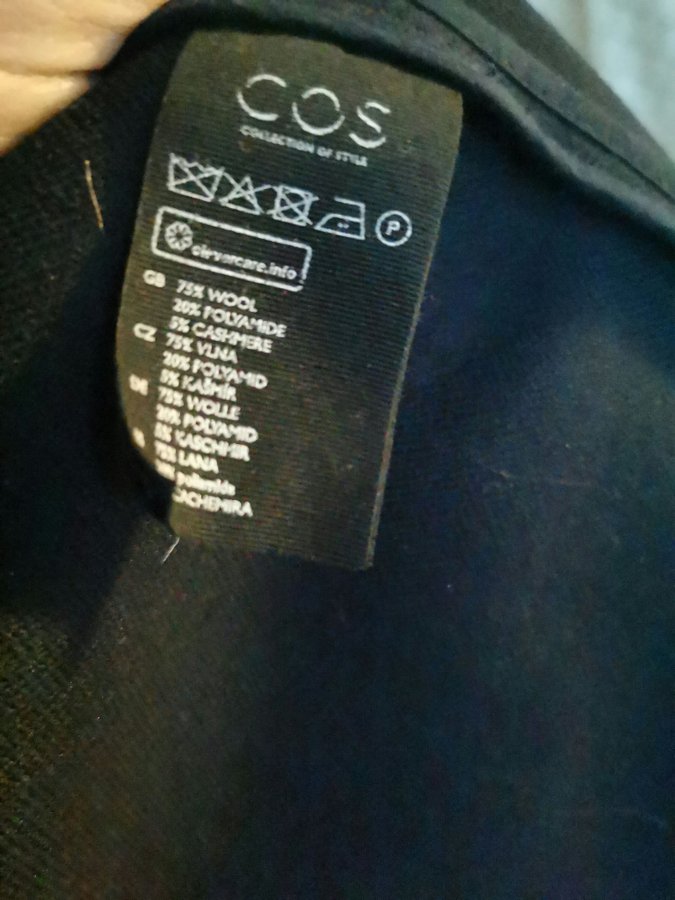 COS
COLLECTION OF STYLE
P
clevercare.info
GB 75% WOOL
20% POLYAMIDE
5% CASHMERE
CZ 75% VLNA
20% POLYAMID
5% KAŠMÍR
DE 75% WOLLE
20% POLYAMID
5% KASCHMIR
75% LANA
poliamida
CACHEMIRA